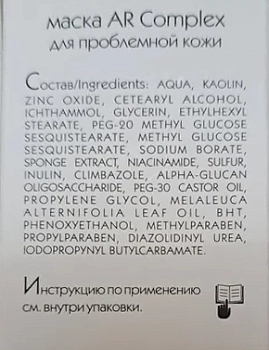 маска AR Complex
для проблемной кожи
Состав/Ingredients: AQUA, KAOLIN,
ZINC OXIDE, CETEARYL ALCOHOL,
ICHTHAMMOL, GLYCERIN, ETHYLHEXYL
STEARATE, PEG-20 METHYL GLUCOSE
SESQUISTEARATE, METHYL GLUCOSE
SESQUISTEARATE, SODIUM BORATE,
SPONGE EXTRACT, NIACINAMIDE, SULFUR,
INULIN, CLIMBAZOLE, ALPHA-GLUCAN
OLIGOSACCHARIDE, PEG-30 CASTOR OIL,
PROPYLENE GLYCOL, MELALEUCA
ALTERNIFOLIA LEAF OIL, BHT,
PHENOXYETHANOL, METHYLPARABEN,
PROPYLPARABEN, DIAZOLIDINYL UREA,
IODOPROPYNYL BUTYLCARBAMATE.
Инструкцию по применению
см. внутри упаковки.